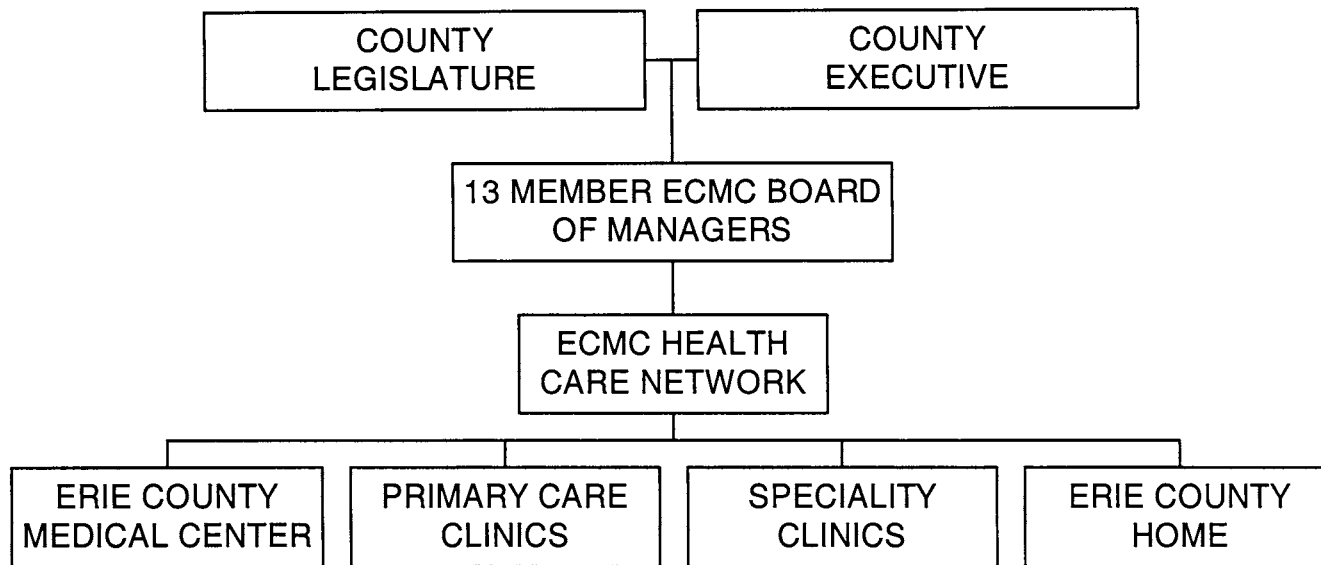 COUNTY
LEGISLATURE
COUNTY
EXECUTIVE
13 MEMBER ECMC BOARD
OF MANAGERS
ECMC HEALTH
CARE NETWORK
ERIE COUNTY
MEDICAL CENTER
PRIMARY CARE
CLINICS
SPECIALITY
CLINICS
ERIE COUNTY
HOME